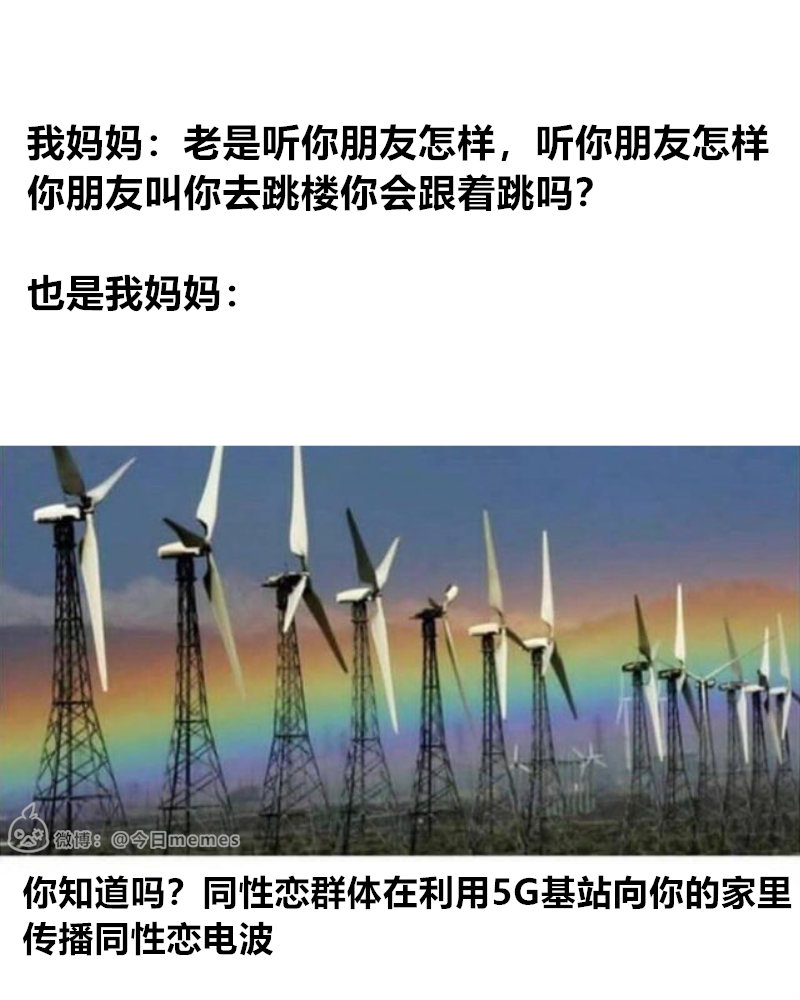 我妈妈：老是听你朋友怎样，听你朋友怎样
你朋友叫你去跳楼你会跟着跳吗？
也是我妈妈：
微博：@今日memes
你知道吗？同性恋群体在利用5G基站向你的家里
传播同性恋电波